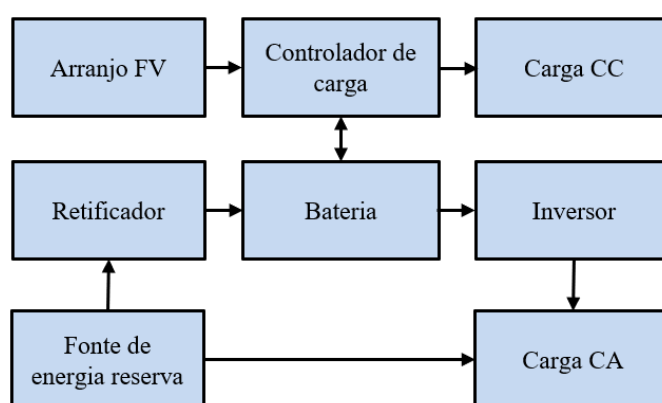 Arranjo FV
Controlador de
carga
Carga CC
Retificador
Bateria
Inversor
Fonte de
energia reserva
Carga CA